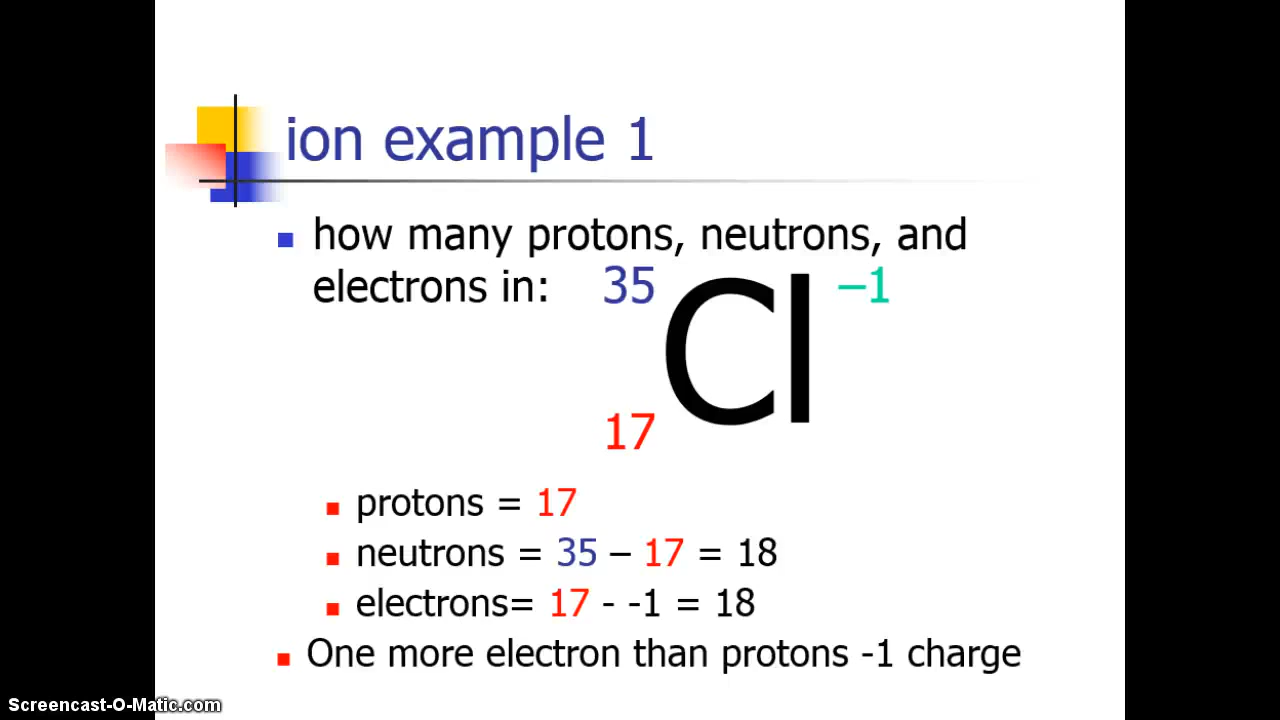 ion example 1
how many protons, neutrons, and
electrons in: 35 Cl –1
17
protons = 17
neutrons = 35 – 17 = 18
electrons= 17 - -1 = 18
One more electron than protons -1 charge
Screencast-O-Matic.com